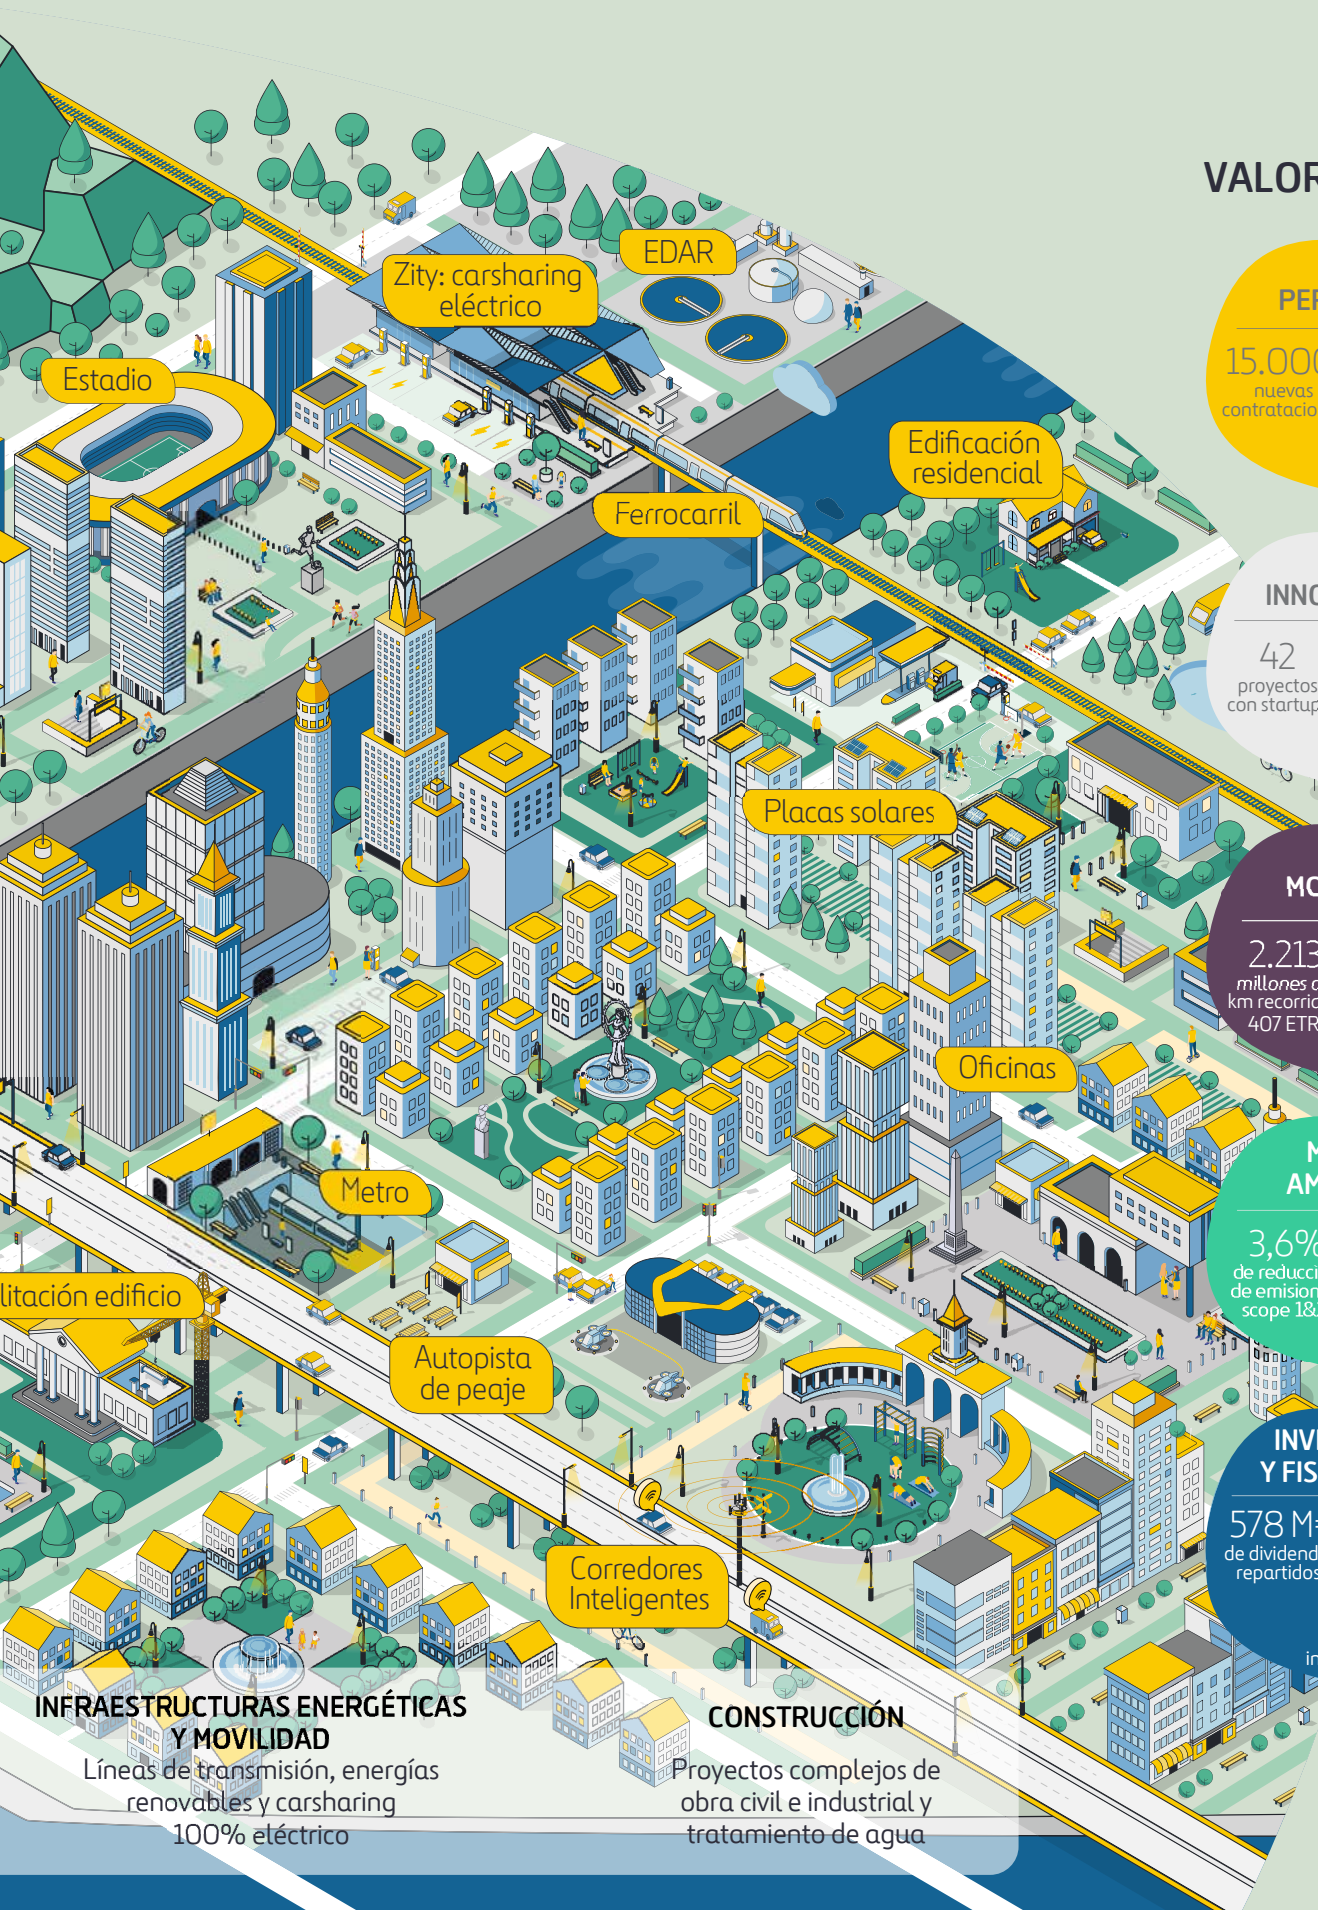 VALOR
EDAR
Zity: carsharing
eléctrico
Estadio
Edificación
residencial
Ferrocarril
Placas solares
Oficinas
Metro
litación edificio
Autopista
de peaje
Corredores
Inteligentes
PER
15.000
nuevas
contratacio
INNO
42
proyectos
con startup
MO
2.213
millones d
km recorrid
407 ETR
M
AM
3,6%
de reducci
de emision
scope 1&
INVE
Y FIS
578 M
de dividend
repartidos
in
INFRAESTRUCTURAS ENERGÉTICAS
Y MOVILIDAD
Líneas de transmisión, energías
renovables y carsharing
100% eléctrico
CONSTRUCCIÓN
Proyectos complejos de
obra civil e industrial y
tratamiento de agua